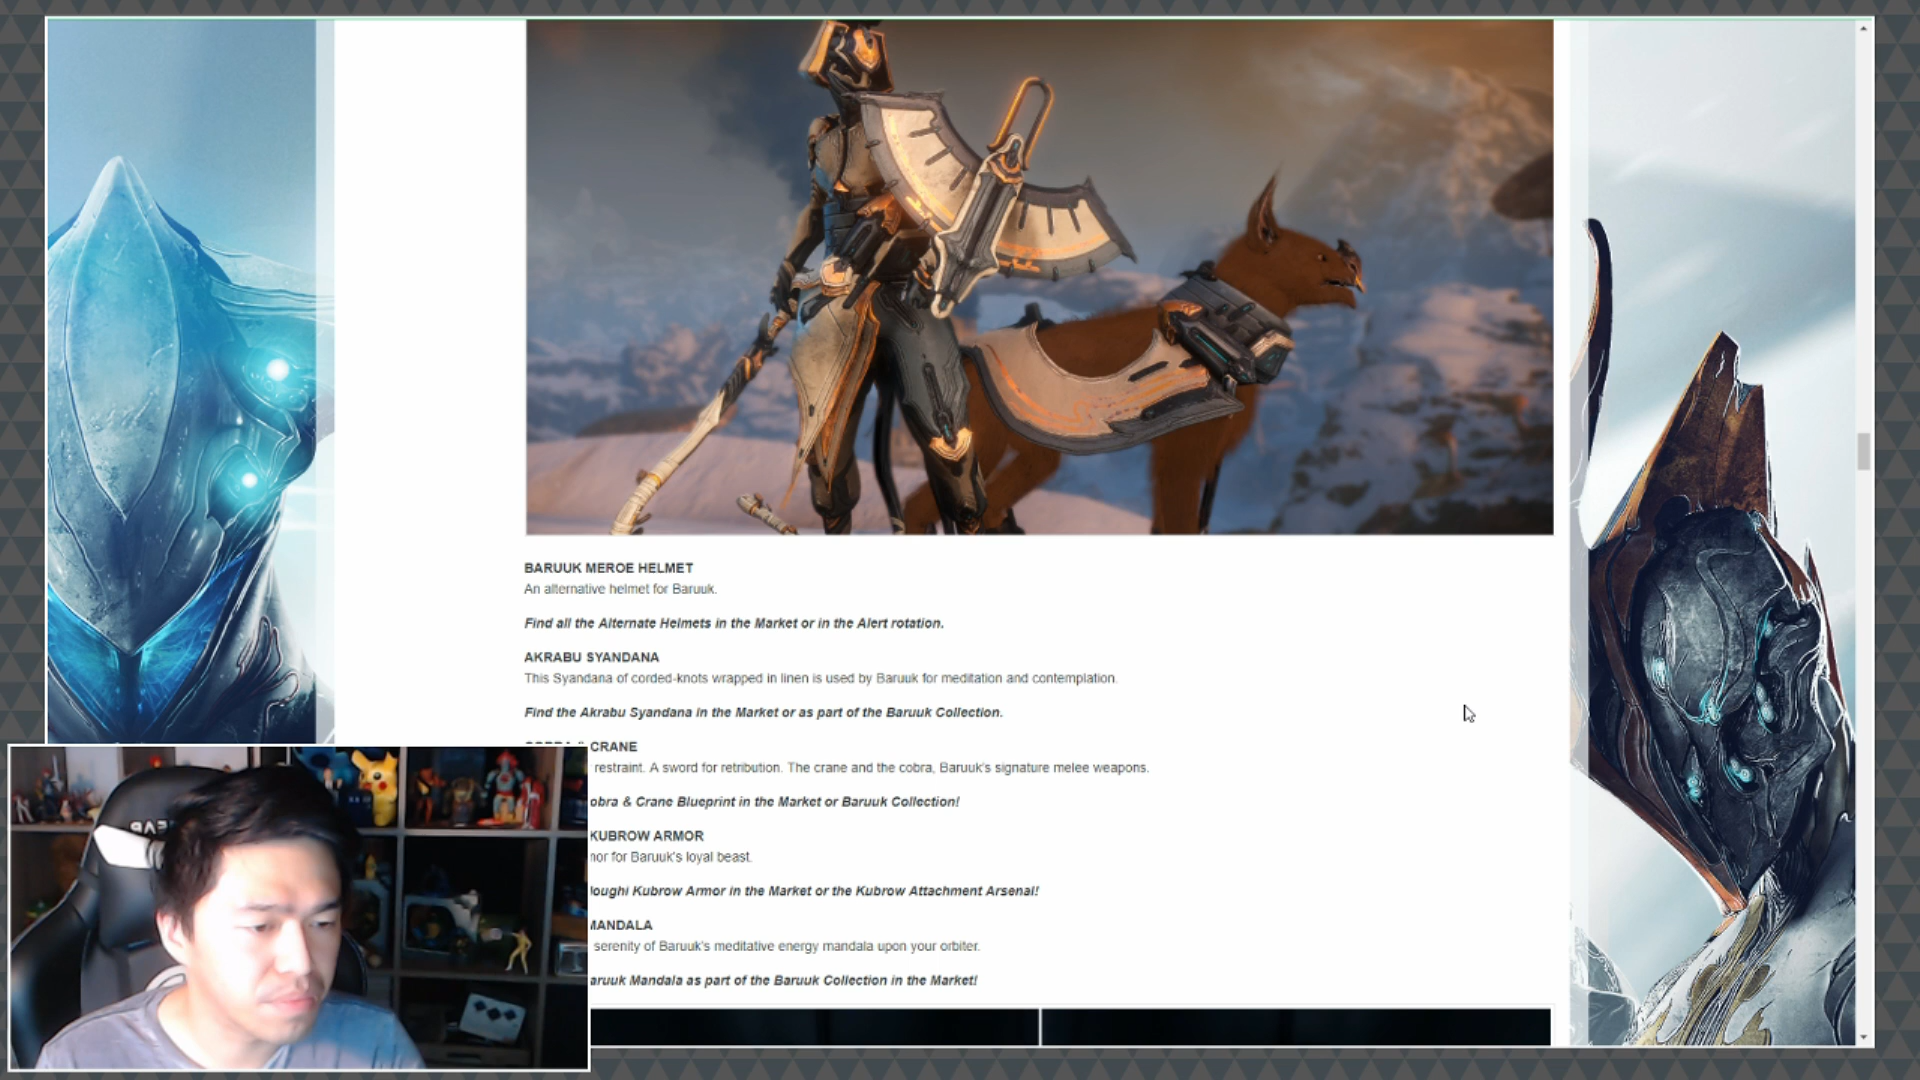 BARUUK MEROE HELMET
An alternative helmet for Baruuk.
Find all the Alternate Helmets in the Market or in the Alert rotation.
AKRABU SYANDANA
This Syandana of corded-knots wrapped in linen is used by Baruuk for meditation and contemplation.
Find the Akrabu Syandana in the Market or as part of the Baruuk Collection.
CRANE
restraint. A sword for retribution. The crane and the cobra, Baruuk's signature melee weapons.
obra & Crane Blueprint in the Market or Baruuk Collection!
KUBROW ARMOR
mor for Baruuk's loyal beast.
loughi Kubrow Armor in the Market or the Kubrow Attachment Arsenal!
MANDALA
serenity of Baruuk's meditative energy mandala upon your orbiter.
aruuk Mandala as part of the Baruuk Collection in the Market!